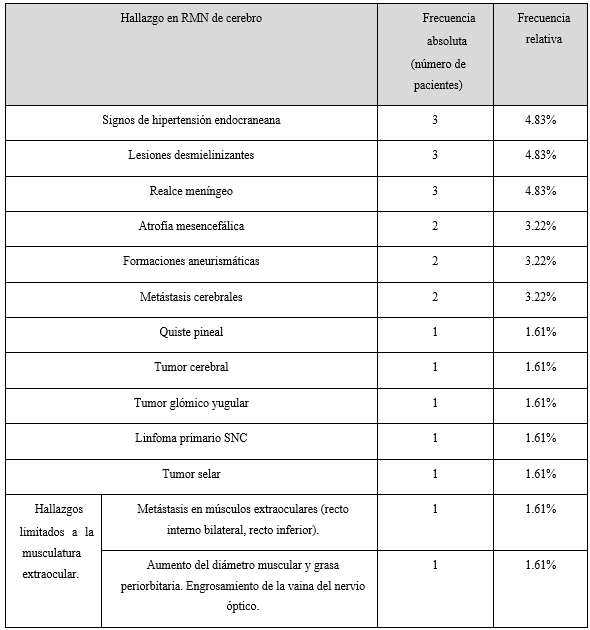 Hallazgo en RMN de cerebro
Frecuencia
absoluta
(número de
pacientes)
Frecuencia
relativa
Signos de hipertensión endocraneana 3 4.83%
Lesiones desmielinizantes 3 4.83%
Realce meníngeo 3 4.83%
Atrofia mesencefálica 2 3.22%
Formaciones aneurismáticas 2 3.22%
Metástasis cerebrales 2 3.22%
Quiste pineal 1 1.61%
Tumor cerebral 1 1.61%
Tumor glómico yugular 1 1.61%
Linfoma primario SNC 1 1.61%
Tumor selar 1 1.61%
Hallazgos
limitados a la
musculatura
extraocular.
Metástasis en músculos extraoculares (recto
interno bilateral, recto inferior).
1 1.61%
Aumento del diámetro muscular y grasa
periorbitaria. Engrosamiento de la vaina del nervio
óptico.
1 1.61%